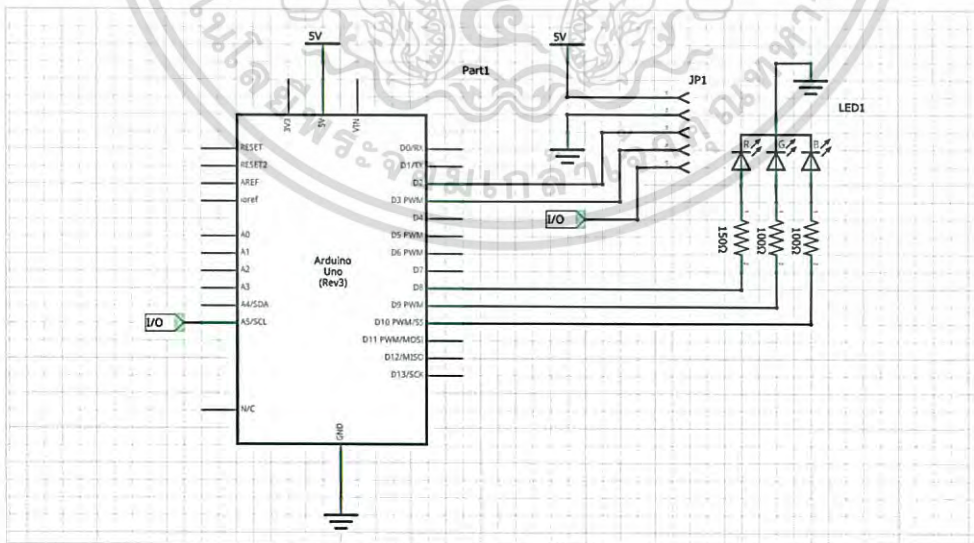 5V
5V
Part1
JP1
LED1
3V3
5V
VIN
RESET
RESET2
AREF
ioref
A0
A1
A2
A3
A4/SDA
A5/SCL
N/C
D0/RX
D1/TX
D2
D3 PWM
D4
D5 PWM
D6 PWM
D7
D8
D9 PWM
D10 PWM/SS
D11 PWM/MOSI
D12/MISO
D13/SCK
GND
Arduino
Uno
(Rev3)
I/O
I/O
R
G
B
150Ω
100Ω
100Ω